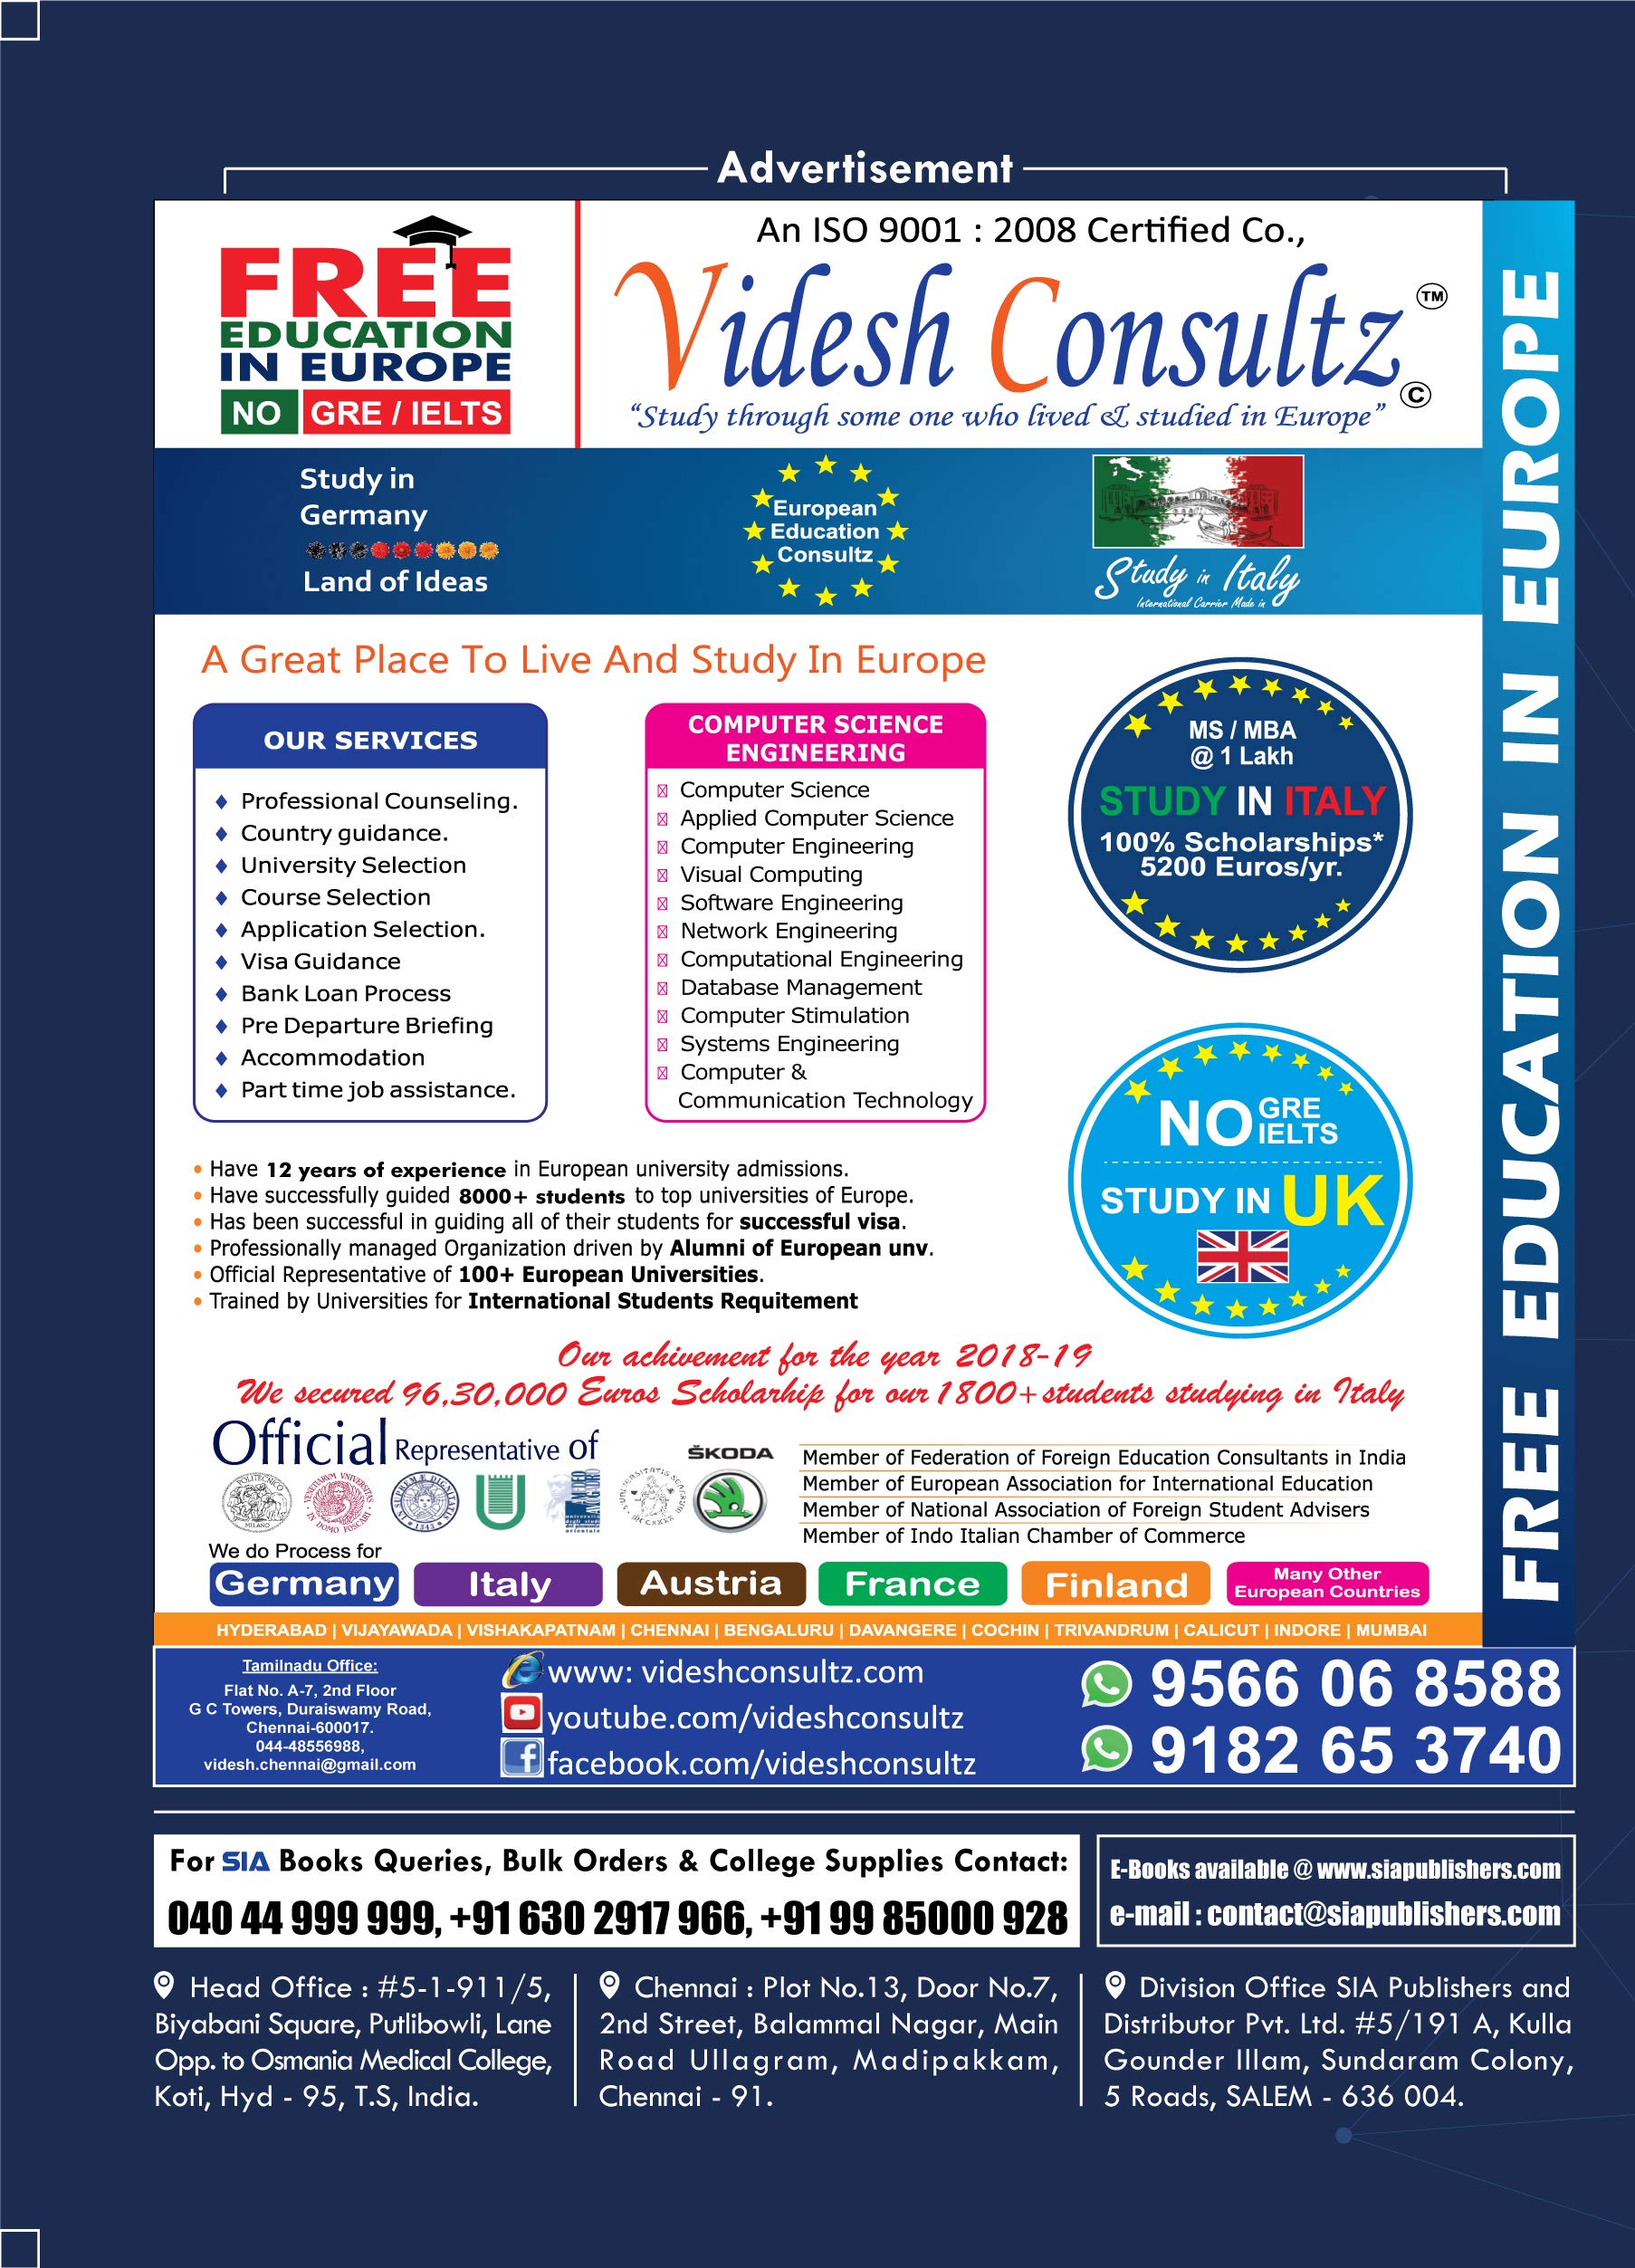 Advertisement
FREE
EDUCATION
IN EUROPE
NO GRE / IELTS
An ISO 9001 : 2008 Certified Co.,
Videsh Consultz TM
©
“Study through some one who lived & studied in Europe”
Study in
Germany
Land of Ideas
European
Education
Consultz
Study in Italy
International Carrier Made in
FREE EDUCATION IN EUROPE
A Great Place To Live And Study In Europe
OUR SERVICES
Professional Counseling.
Country guidance.
University Selection
Course Selection
Application Selection.
Visa Guidance
Bank Loan Process
Pre Departure Briefing
Accommodation
Part time job assistance.
COMPUTER SCIENCE
ENGINEERING
Computer Science
Applied Computer Science
Computer Engineering
Visual Computing
Software Engineering
Network Engineering
Computational Engineering
Database Management
Computer Stimulation
Systems Engineering
Computer &
Communication Technology
MS / MBA
@ 1 Lakh
STUDY IN ITALY
100% Scholarships*
5200 Euros/yr.
NO GRE
IELTS
STUDY IN UK
• Have 12 years of experience in European university admissions.
• Have successfully guided 8000+ students to top universities of Europe.
• Has been successful in guiding all of their students for successful visa.
• Professionally managed Organization driven by Alumni of European unv.
• Official Representative of 100+ European Universities.
• Trained by Universities for International Students Requitement
Our achivement for the year 2018-19
We secured 96,30,000 Euros Scholarhip for our 1800+students studying in Italy
Official Representative of
ŠKODA
Member of Federation of Foreign Education Consultants in India
Member of European Association for International Education
Member of National Association of Foreign Student Advisers
Member of Indo Italian Chamber of Commerce
We do Process for
Germany Italy Austria France Finland
Many Other
European Countries
HYDERABAD | VIJAYAWADA | VISHAKAPATNAM | CHENNAI | BENGALURU | DAVANGERE | COCHIN | TRIVANDRUM | CALICUT | INDORE | MUMBAI
Tamilnadu Office:
Flat No. A-7, 2nd Floor
G C Towers, Duraiswamy Road,
Chennai-600017.
044-48556988,
videsh.chennai@gmail.com
www: videshconsultz.com
youtube.com/videshconsultz
facebook.com/videshconsultz
9566 06 8588
9182 65 3740
For SIA Books Queries, Bulk Orders & College Supplies Contact:
040 44 999 999, +91 630 2917 966, +91 99 85000 928
E-Books available @ www.siapublishers.com
e-mail : contact@siapublishers.com
Head Office : #5-1-911/5,
Biyabani Square, Putlibowli, Lane
Opp. to Osmania Medical College,
Koti, Hyd - 95, T.S, India.
Chennai : Plot No.13, Door No.7,
2nd Street, Balammal Nagar, Main
Road Ullagram, Madipakkam,
Chennai - 91.
Division Office SIA Publishers and
Distributor Pvt. Ltd. #5/191 A, Kulla
Gounder Illam, Sundaram Colony,
5 Roads, SALEM - 636 004.